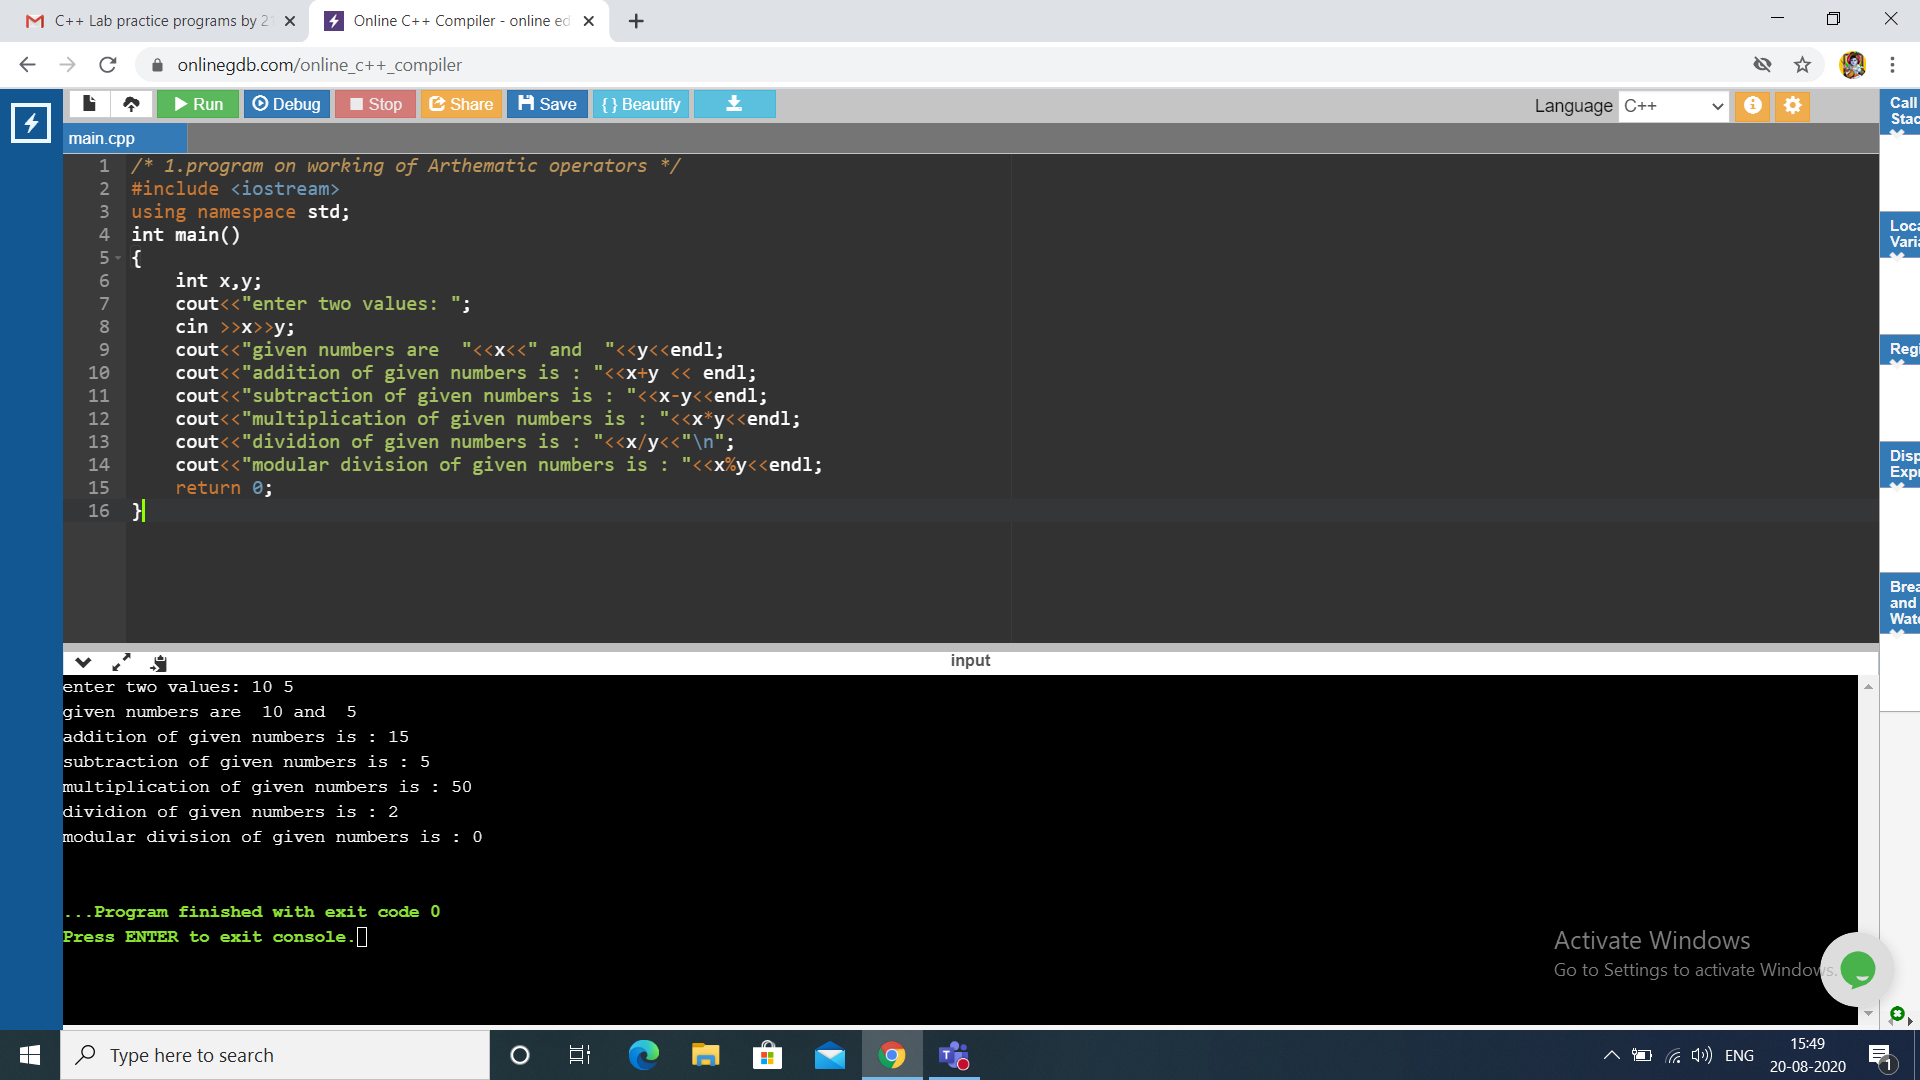 C++ Lab practice programs by 21
Online C++ Compiler - online ed
onlinegdb.com/online_c++_compiler
Run Debug Stop Share Save { } Beautify
Language C++
main.cpp
1 /* 1.program on working of Arthematic operators */
2 #include <iostream>
3 using namespace std;
4 int main()
5 {
6 int x,y;
7 cout<<"enter two values: ";
8 cin >>x>>y;
9 cout<<"given numbers are  "<<x<<" and  "<<y<<endl;
10 cout<<"addition of given numbers is : "<<x+y << endl;
11 cout<<"subtraction of given numbers is : "<<x-y<<endl;
12 cout<<"multiplication of given numbers is : "<<x*y<<endl;
13 cout<<"dividion of given numbers is : "<<x/y<<"\n";
14 cout<<"modular division of given numbers is : "<<x%y<<endl;
15 return 0;
16 }
Call
Stac
Loca
Varia
Regi
Disp
Expr
Brea
and
Wat
input
enter two values: 10 5
given numbers are  10 and  5
addition of given numbers is : 15
subtraction of given numbers is : 5
multiplication of given numbers is : 50
dividion of given numbers is : 2
modular division of given numbers is : 0
...Program finished with exit code 0
Press ENTER to exit console.
Activate Windows
Go to Settings to activate Windows.
Type here to search
ENG
15:49
20-08-2020
1